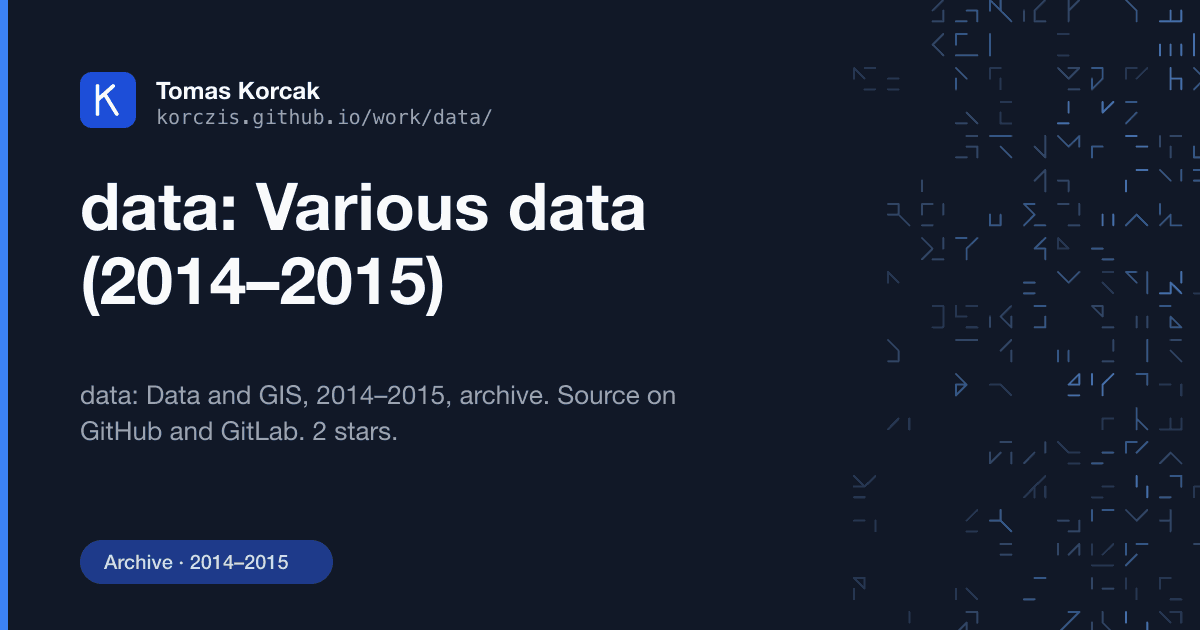 K
Tomas Korcak
korczis.github.io/work/data/
data: Various data
(2014–2015)
data: Data and GIS, 2014–2015, archive. Source on
GitHub and GitLab. 2 stars.
Archive · 2014–2015